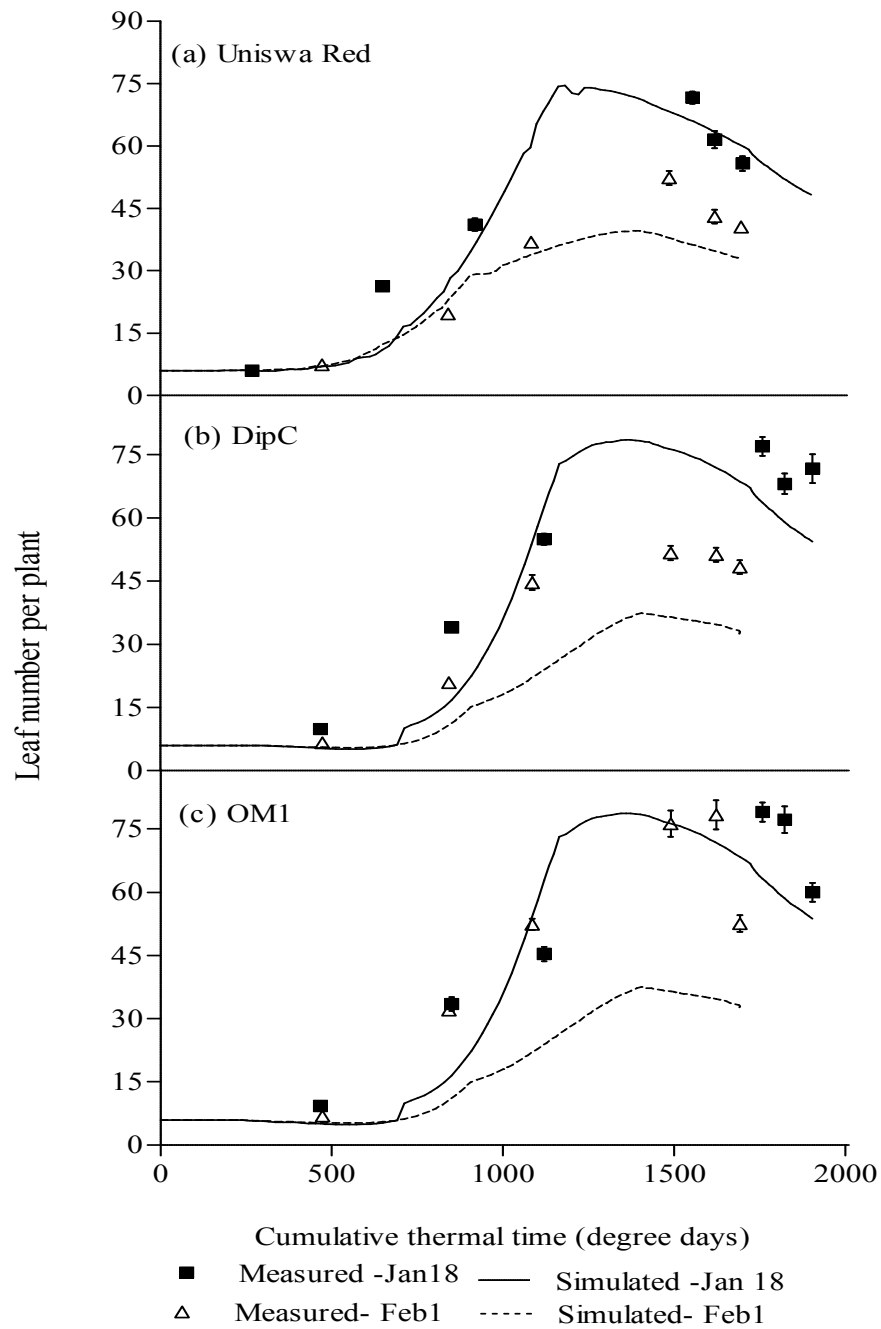 90
(a) Uniswa Red
75
60
45
30
15
0
(b) DipC
75
60
45
30
15
0
Leaf number per plant
(c) OM1
75
60
45
30
15
0
0 500 1000 1500 2000
Cumulative thermal time (degree days)
Measured -Jan18 Simulated -Jan 18
Measured- Feb1 Simulated- Feb1